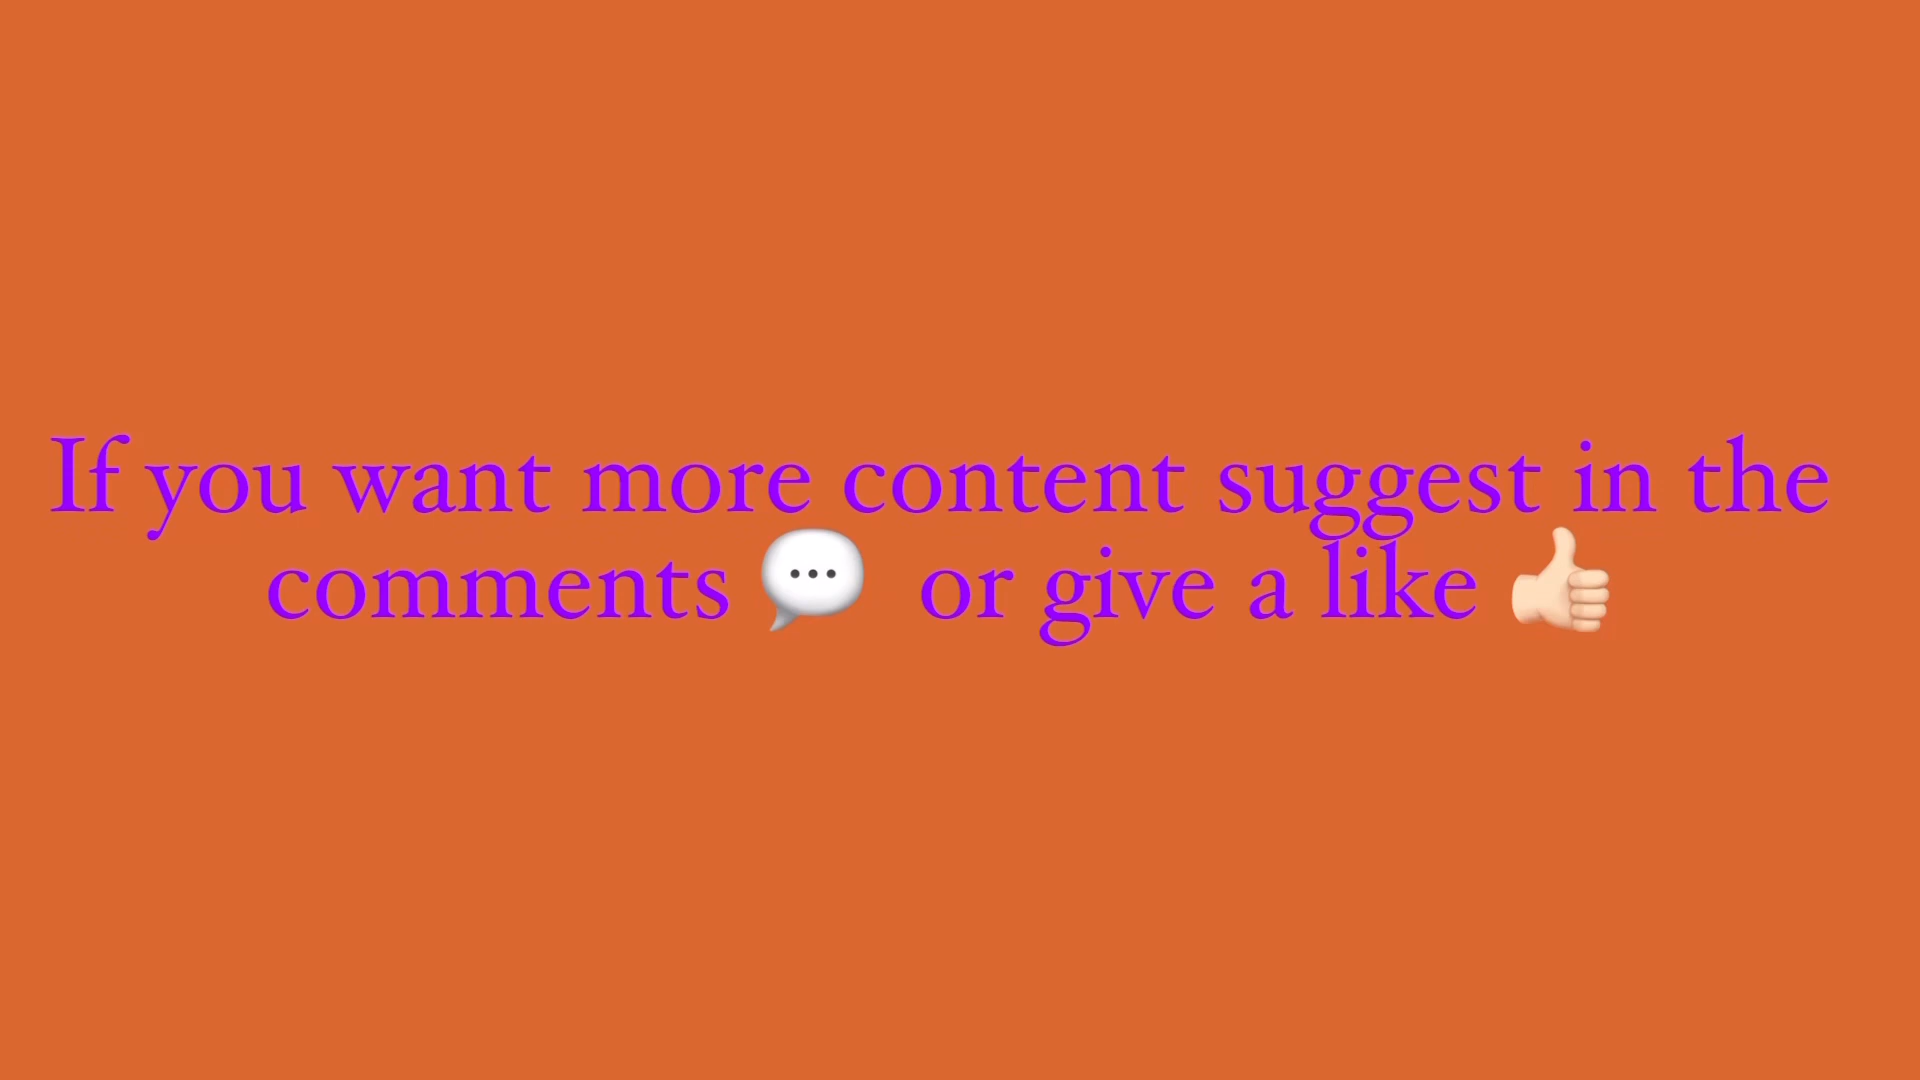 If you want more content suggest in the
comments 💬 or give a like 👍🏻